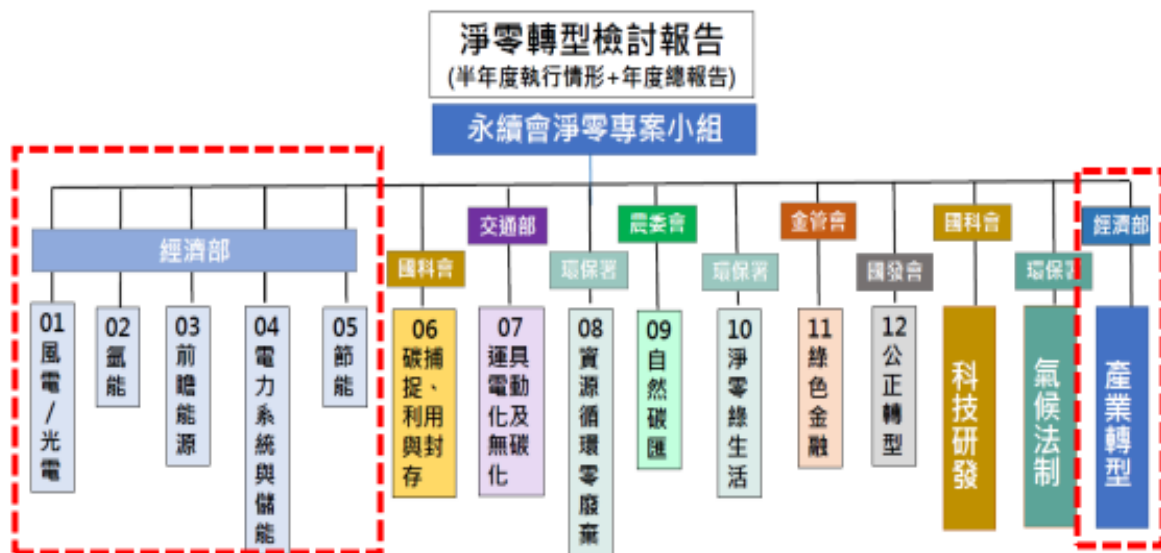 淨零轉型檢討報告
(半年度執行情形+年度總報告)
永續會淨零專案小組
經濟部
01
風電/光電
02
氫能
03
前瞻能源
04
電力系統與儲能
05
節能
國科會
06
碳捕
捉、
利用
與封
存
交通部
07
運具
電動
化及
無碳
化
環保署
08
資源循環零廢棄
農委會
09
自然碳匯
環保署
10
淨零綠生活
金管會
11
綠色金融
國發會
12
公正轉型
國科會
科技研發
環保署
氣候法制
經濟部
產業轉型